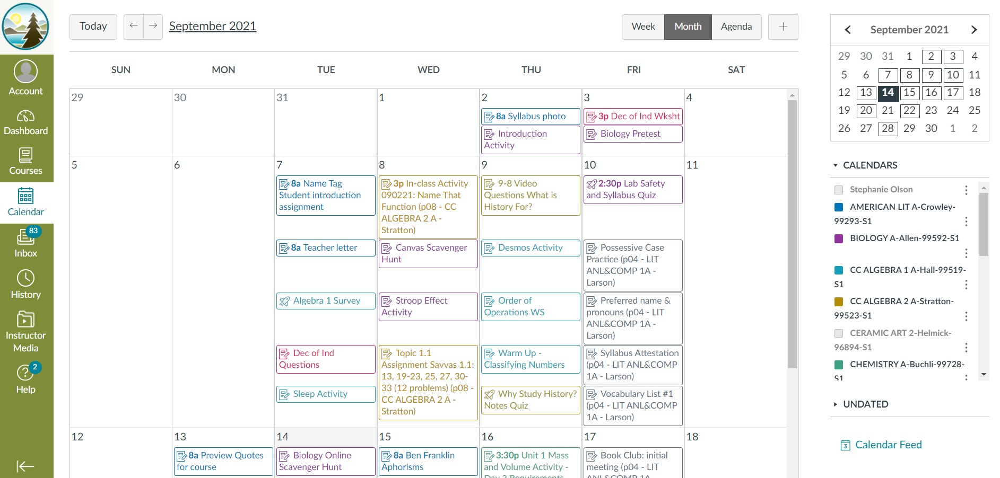 Today
September 2021
Week
Month
Agenda
SUN
MON
TUE
WED
THU
FRI
SAT
29
30
31
1
2
8a Syllabus photo
Introduction
Activity
3
3p Dec of Ind Wksht
Biology Pretest
4
5
6
7
8a Name Tag
Student introduction
assignment
8a Teacher letter
Algebra 1 Survey
Dec of Ind
Questions
Sleep Activity
8
3p In-class Activity
090221: Name That
Function (p08 - CC
ALGEBRA 2 A -
Stratton)
Canvas Scavenger
Hunt
Stroop Effect
Activity
Topic 1.1
Assignment Savvas 1.1:
13, 19-23, 25, 27, 30-
33 (12 problems) (p08 -
CC ALGEBRA 2 A -
Stratton)
9
9-8 Video
Questions What is
History For?
Desmos Activity
Order of
Operations WS
Warm Up -
Classifying Numbers
Why Study History?
Notes Quiz
10
2:30p Lab Safety
and Syllabus Quiz
Possessive Case
Practice (p04 - LIT
ANL&COMP 1A -
Larson)
Preferred name &
pronouns (p04 - LIT
ANL&COMP 1A -
Larson)
Syllabus Attestation
(p04 - LIT ANL&COMP
1A - Larson)
Vocabulary List #1
(p04 - LIT ANL&COMP
1A - Larson)
11
12
13
8a Preview Quotes
for course
14
Biology Online
Scavenger Hunt
15
8a Ben Franklin
Aphorisms
16
3:30p Unit 1 Mass
and Volume Activity -
Day 2 Requirements
17
Book Club: initial
meeting (p04 - LIT
ANL&COMP 1A -
18
Account
Dashboard
Courses
Calendar
83
Inbox
History
Instructor
Media
2
Help
September 2021
29 30 31 1 2 3 4
5 6 7 8 9 10 11
12 13 14 15 16 17 18
19 20 21 22 23 24 25
26 27 28 29 30 1 2
CALENDARS
Stephanie Olson
AMERICAN LIT A-Crowley-
99293-S1
BIOLOGY A-Allen-99592-S1
CC ALGEBRA 1 A-Hall-99519-
S1
CC ALGEBRA 2 A-Stratton-
99523-S1
CERAMIC ART 2-Helmick-
96894-S1
CHEMISTRY A-Buchli-99728-
S1
UNDATED
3
Calendar Feed